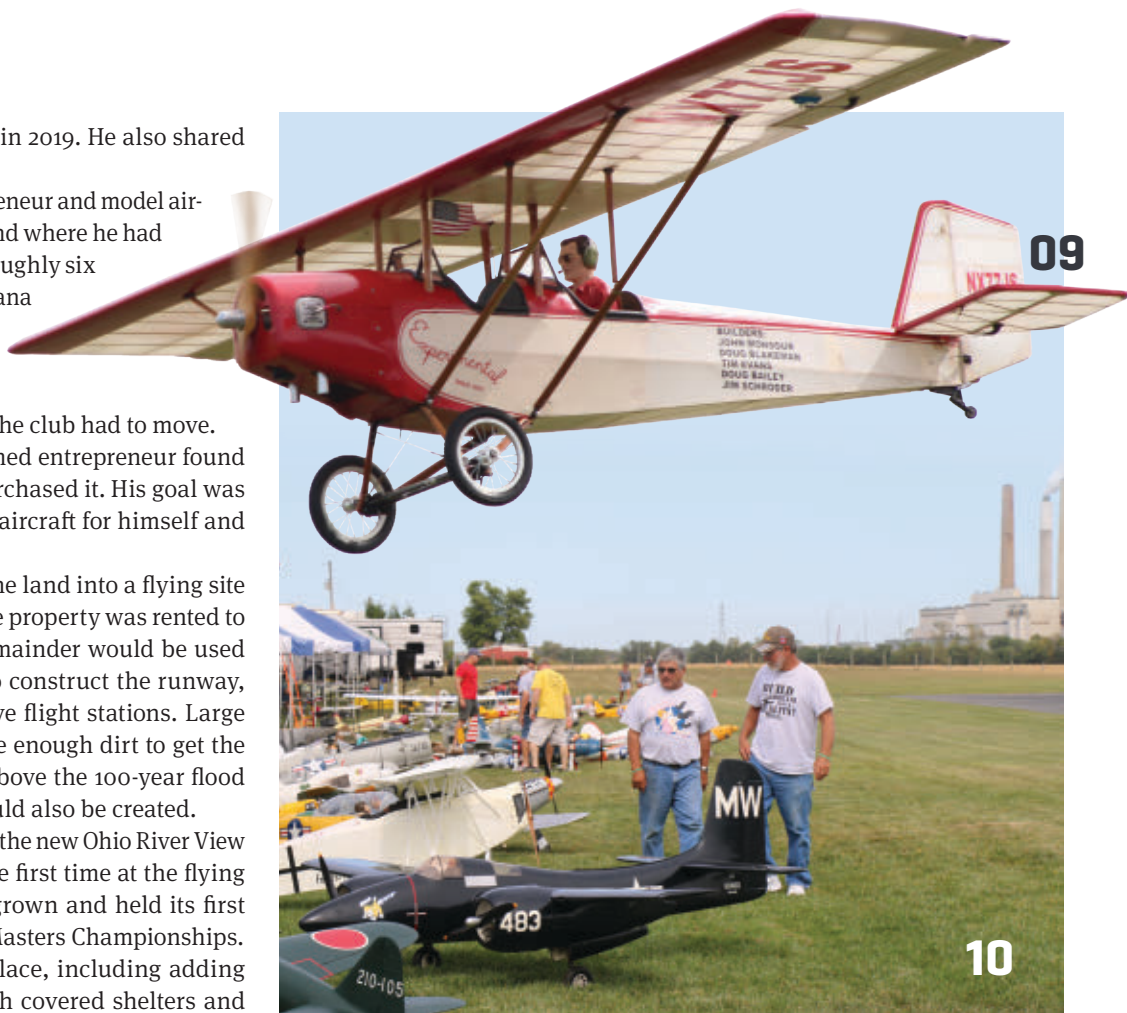 in 2019. He also shared
eneur and model air-
nd where he had
ughly six
ana
he club had to move.
ned entrepreneur found
rchased it. His goal was
aircraft for himself and
he land into a flying site
e property was rented to
mainder would be used
o construct the runway,
ve flight stations. Large
e enough dirt to get the
bove the 100-year flood
uld also be created.
the new Ohio River View
e first time at the flying
grown and held its first
Masters Championships.
lace, including adding
h covered shelters and
NX77JS
09
NX77JS
Experimental
BUILDERS:
JOHN MONSOUR
DOUG BLAKEMAN
TIM EVANS
DOUG BAILEY
JIM SCHRODER
MW
483
210-105
10